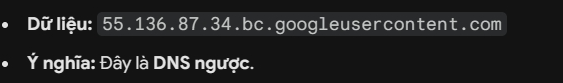 • Dữ liệu: 55.136.87.34.bc.googleusercontent.com
• Ý nghĩa: Đây là DNS ngược.